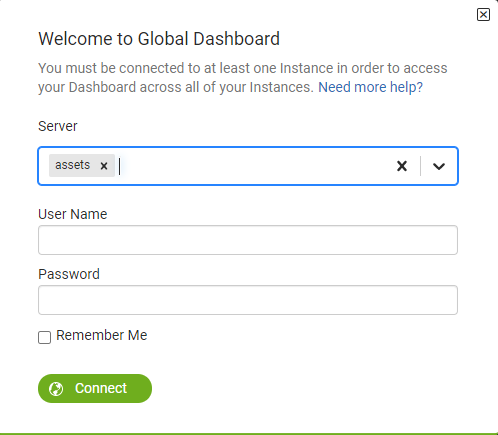 Welcome to Global Dashboard
You must be connected to at least one Instance in order to access
your Dashboard across all of your Instances. Need more help?
Server
assets
User Name
Password
Remember Me
Connect